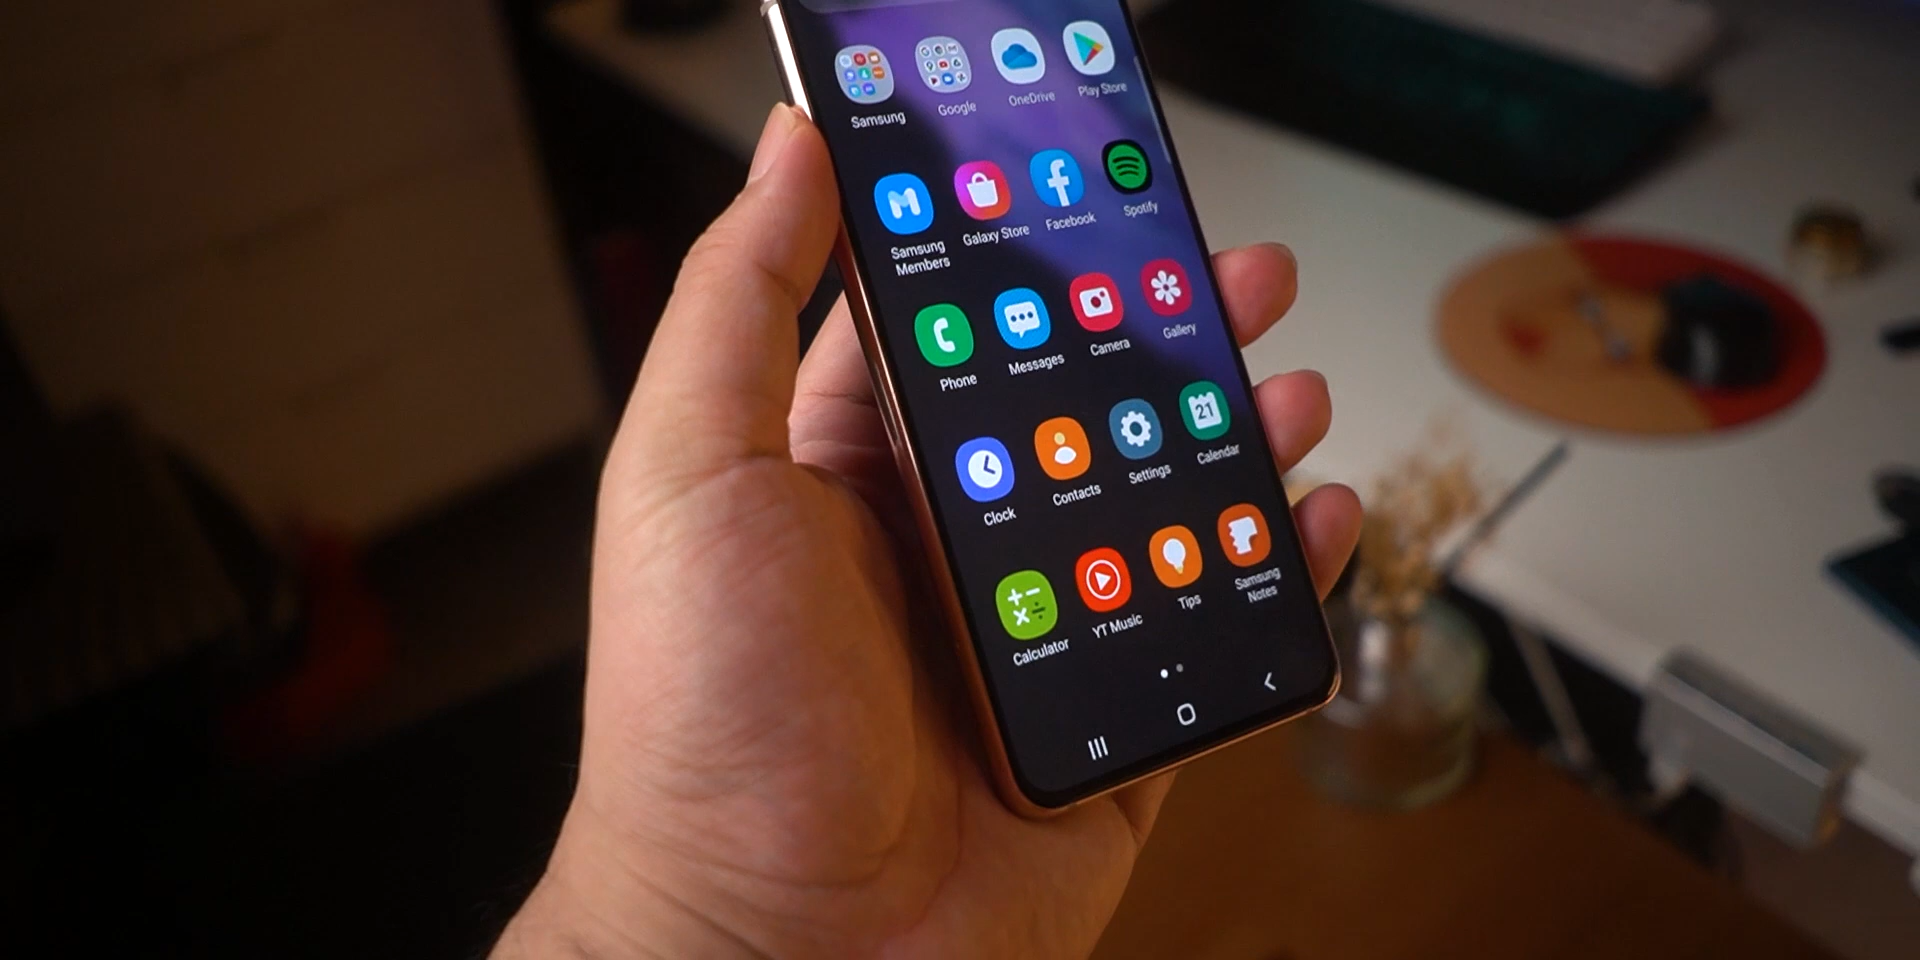 Samsung
Google
OneDrive
Play Store
Samsung
Members
Galaxy Store
Facebook
Spotify
Phone
Messages
Camera
Gallery
Clock
Contacts
Settings
21
Calendar
Calculator
YT Music
Tips
Samsung
Notes